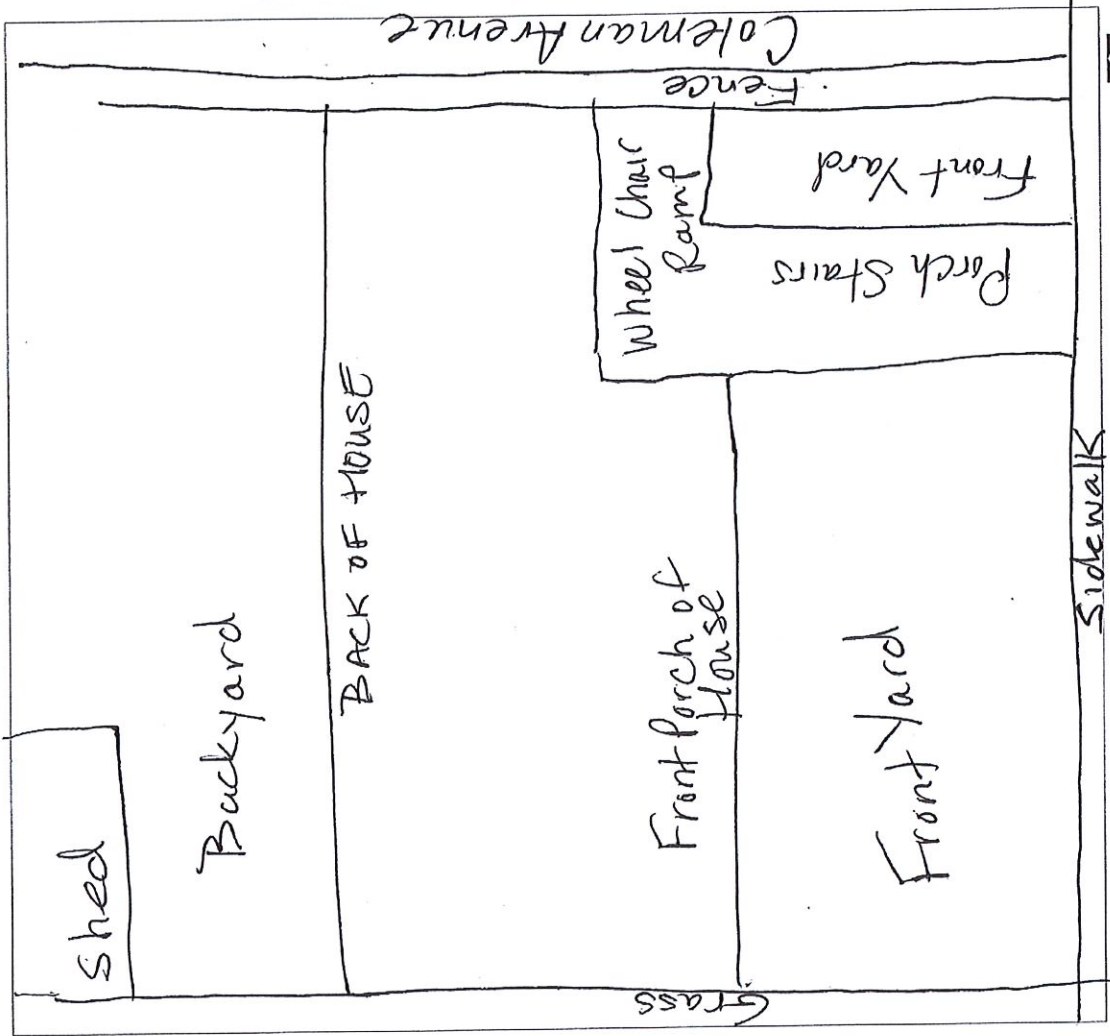 Coleman Avenue
Fence
Wheel Chair
Ramp
Front Yard
Porch Stairs
BACK OF HOUSE
Shed
Backyard
Front Porch of
House
Front Yard
Sidewalk
Grass